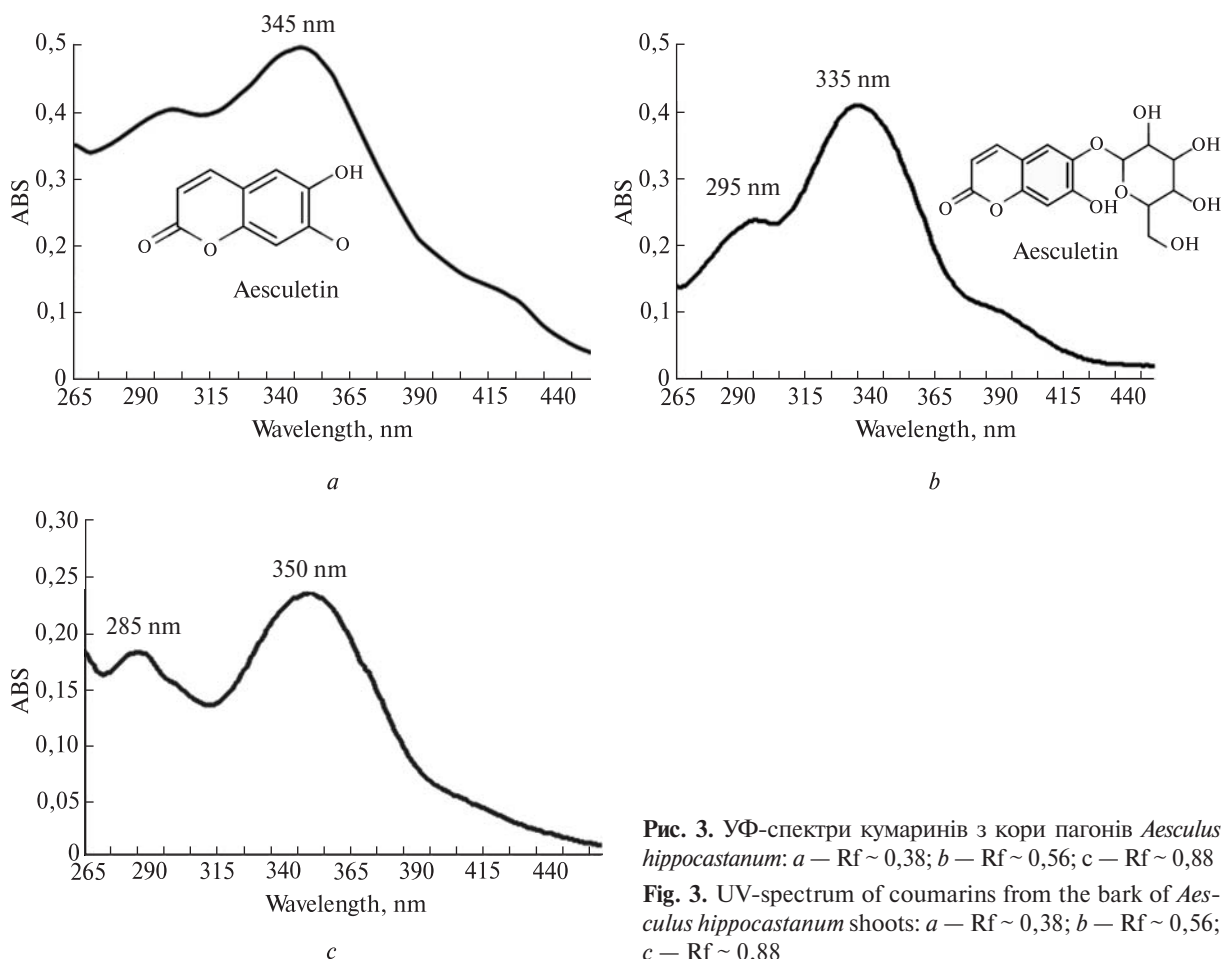 345 nm
0,5
0,4
0,3
0,2
0,1
0
ABS
OH
O
O
O
Aesculetin
265 290 315 340 365 390 415 440
Wavelength, nm
a
0,5
0,4
0,3
0,2
0,1
0
ABS
335 nm
295 nm
OH
O
OH
O
O
O
OH
OH
OH
Aesculetin
265 290 315 340 365 390 415 440
Wavelength, nm
b
0,30
0,25
0,20
0,15
0,10
0,05
0
ABS
350 nm
285 nm
265 290 315 340 365 390 415 440
Wavelength, nm
c
Рис. 3. УФ-спектри кумаринів з кори пагонів Aesculus
hippocastanum: a — Rf ~ 0,38; b — Rf ~ 0,56; c — Rf ~ 0,88
Fig. 3. UV-spectrum of coumarins from the bark of Aes-
culus hippocastanum shoots: a — Rf ~ 0,38; b — Rf ~ 0,56;
c — Rf ~ 0,88